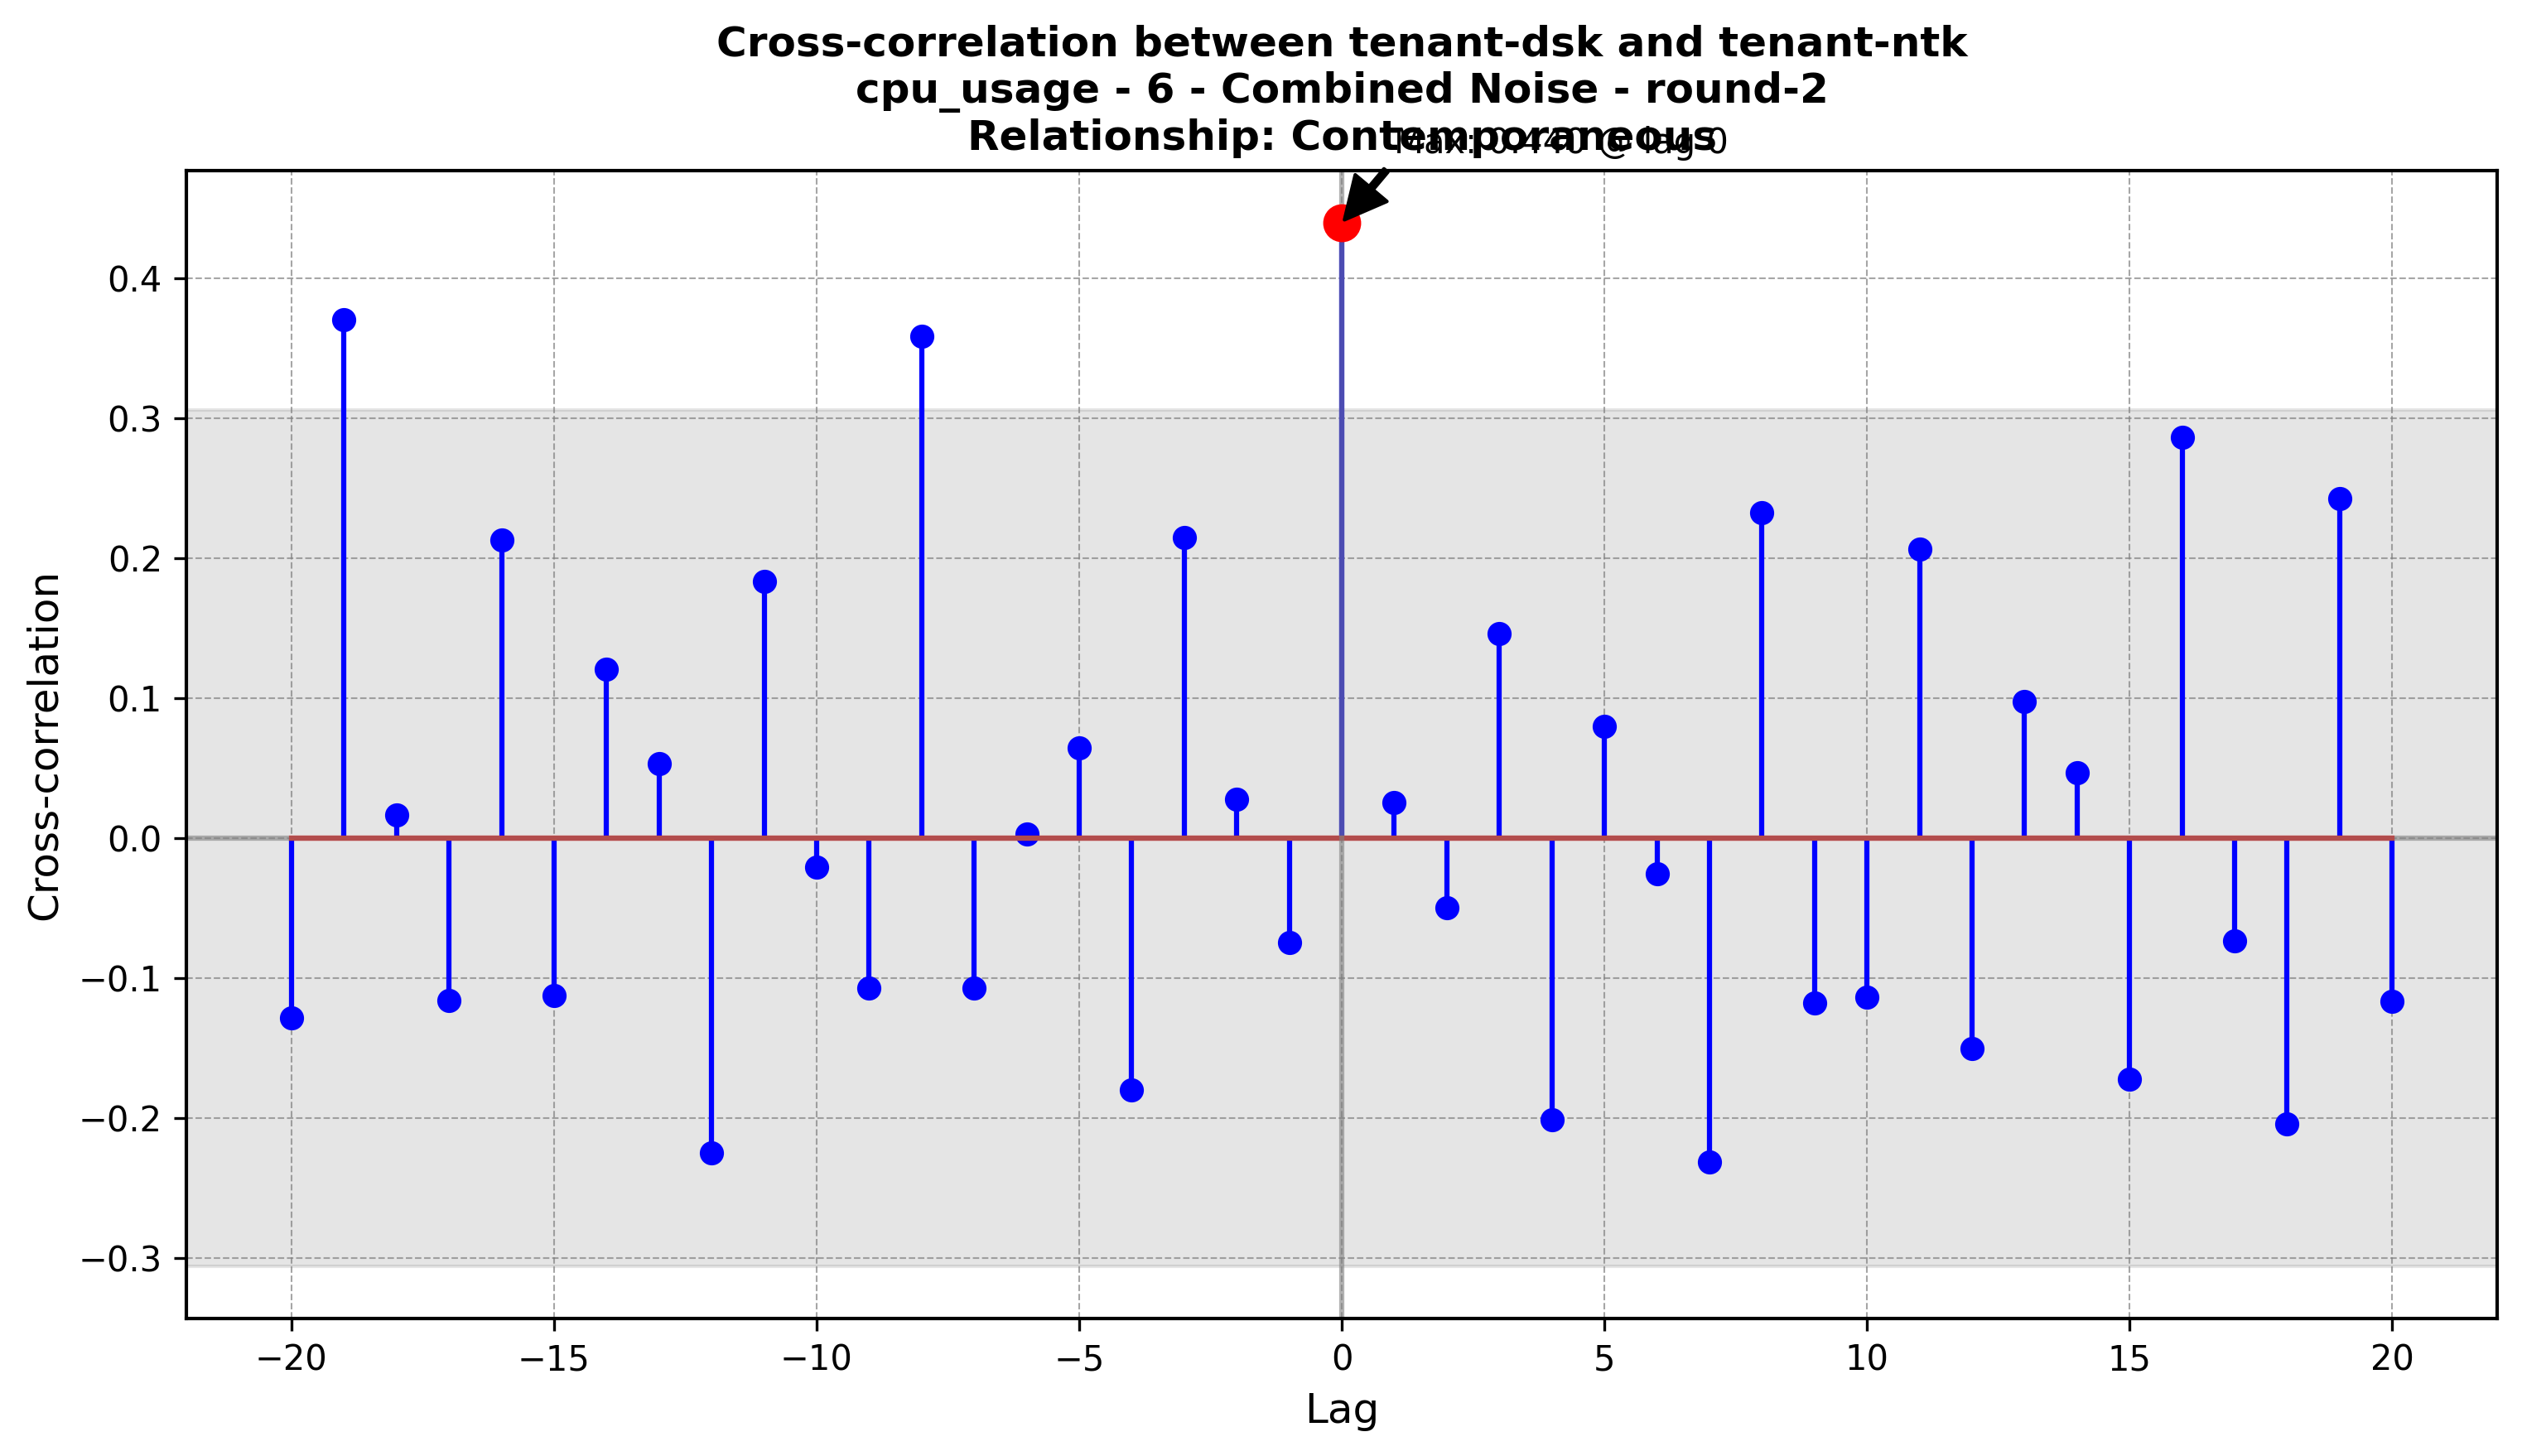 Cross-correlation between tenant-dsk and tenant-ntk
cpu_usage - 6 - Combined Noise - round-2
Relationship: Contemporaneous
Max: 0.440 @ lag 0
Cross-correlation
0.4
0.3
0.2
0.1
0.0
−0.1
−0.2
−0.3
−20
−15
−10
−5
0
5
10
15
20
Lag